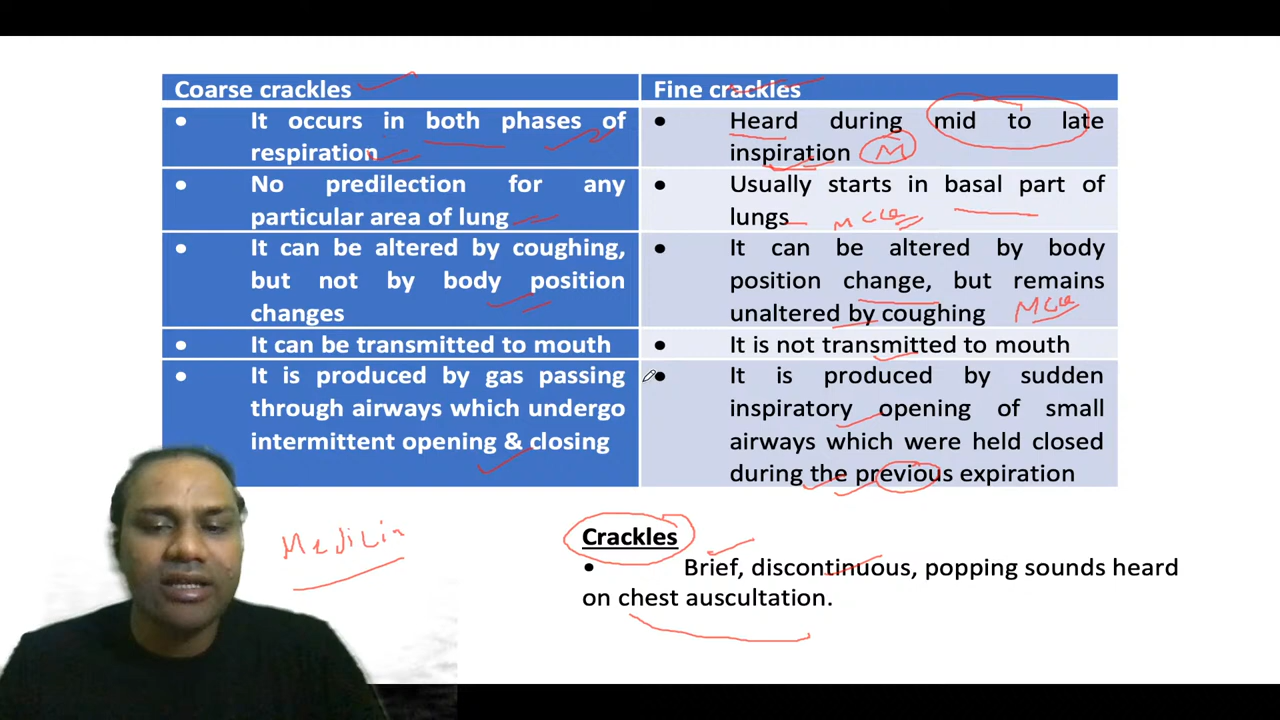 Coarse crackles
Fine crackles
• It occurs in both phases of
respiration
• Heard during mid to late
inspiration M
• No predilection for any
particular area of lung
• Usually starts in basal part of
lungs MCQ
• It can be altered by coughing,
but not by body position
changes
• It can be altered by body
position change, but remains
unaltered by coughing MCQ
• It can be transmitted to mouth
• It is not transmitted to mouth
• It is produced by gas passing
through airways which undergo
intermittent opening & closing
• It is produced by sudden
inspiratory opening of small
airways which were held closed
during the previous expiration
Crackles
• Brief, discontinuous, popping sounds heard
on chest auscultation.